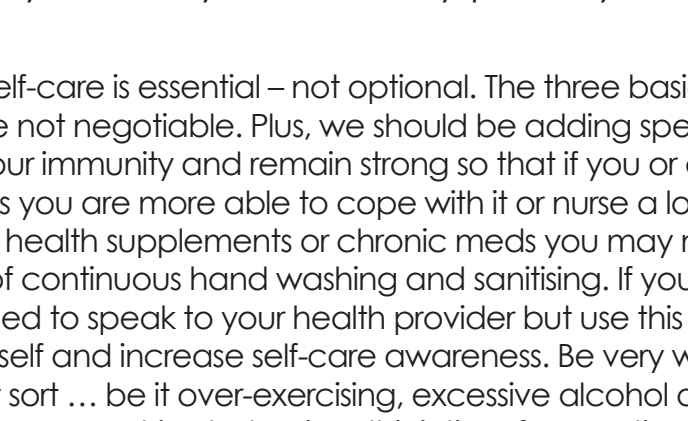 elf-care is essential – not optional. The three basi
e not negotiable. Plus, we should be adding spe
our immunity and remain strong so that if you or
s you are more able to cope with it or nurse a lo
health supplements or chronic meds you may
of continuous hand washing and sanitising. If you
ed to speak to your health provider but use this
self and increase self-care awareness. Be very w
sort … be it over-exercising, excessive alcohol